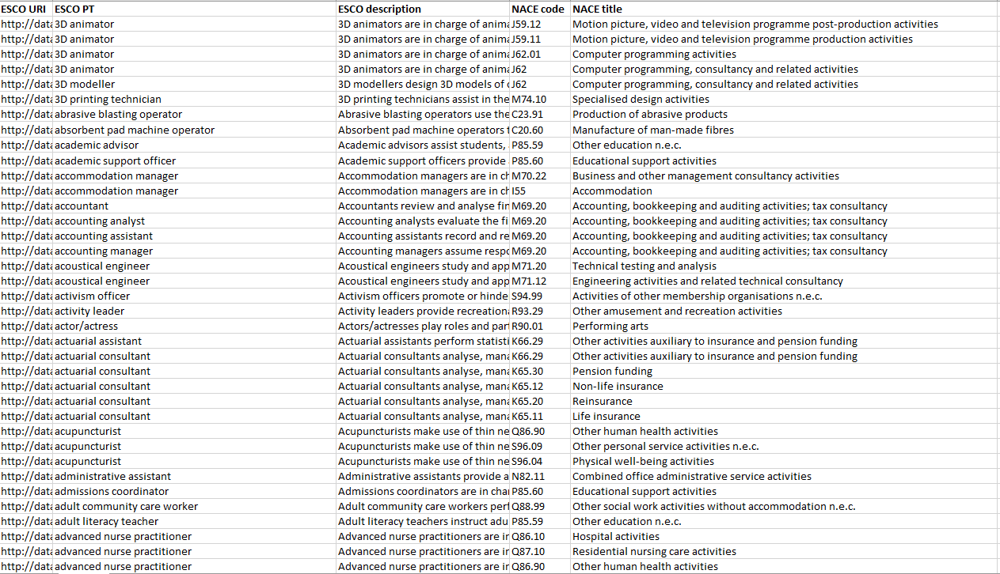 ESCO URI ESCO PT ESCO description NACE code NACE title
http://data 3D animator 3D animators are in charge of anima J59.12 Motion picture, video and television programme post-production activities
http://data 3D animator 3D animators are in charge of anima J59.11 Motion picture, video and television programme production activities
http://data 3D animator 3D animators are in charge of anima J62.01 Computer programming activities
http://data 3D animator 3D animators are in charge of anima J62 Computer programming, consultancy and related activities
http://data 3D modeller 3D modellers design 3D models of J62 Computer programming, consultancy and related activities
http://data 3D printing technician 3D printing technicians assist in the M74.10 Specialised design activities
http://data abrasive blasting operator Abrasive blasting operators use the C23.91 Production of abrasive products
http://data absorbent pad machine operator Absorbent pad machine operators t C20.60 Manufacture of man-made fibres
http://data academic advisor Academic advisors assist students, P85.59 Other education n.e.c.
http://data academic support officer Academic support officers provide P85.60 Educational support activities
http://data accommodation manager Accommodation managers are in ch M70.22 Business and other management consultancy activities
http://data accommodation manager Accommodation managers are in ch I55 Accommodation
http://data accountant Accountants review and analyse fin M69.20 Accounting, bookkeeping and auditing activities; tax consultancy
http://data accounting analyst Accounting analysts evaluate the fi M69.20 Accounting, bookkeeping and auditing activities; tax consultancy
http://data accounting assistant Accounting assistants record and re M69.20 Accounting, bookkeeping and auditing activities; tax consultancy
http://data accounting manager Accounting managers assume respo M69.20 Accounting, bookkeeping and auditing activities; tax consultancy
http://data acoustical engineer Acoustical engineers study and app M71.20 Technical testing and analysis
http://data acoustical engineer Acoustical engineers study and app M71.12 Engineering activities and related technical consultancy
http://data activism officer Activism officers promote or hinde S94.99 Activities of other membership organisations n.e.c.
http://data activity leader Activity leaders provide recreationa R93.29 Other amusement and recreation activities
http://data actor/actress Actors/actresses play roles and part R90.01 Performing arts
http://data actuarial assistant Actuarial assistants perform statisti K66.29 Other activities auxiliary to insurance and pension funding
http://data actuarial consultant Actuarial consultants analyse, mana K66.29 Other activities auxiliary to insurance and pension funding
http://data actuarial consultant Actuarial consultants analyse, mana K65.30 Pension funding
http://data actuarial consultant Actuarial consultants analyse, mana K65.12 Non-life insurance
http://data actuarial consultant Actuarial consultants analyse, mana K65.20 Reinsurance
http://data actuarial consultant Actuarial consultants analyse, mana K65.11 Life insurance
http://data acupuncturist Acupuncturists make use of thin ne Q86.90 Other human health activities
http://data acupuncturist Acupuncturists make use of thin ne S96.09 Other personal service activities n.e.c.
http://data acupuncturist Acupuncturists make use of thin ne S96.04 Physical well-being activities
http://data administrative assistant Administrative assistants provide a N82.11 Combined office administrative service activities
http://data admissions coordinator Admissions coordinators are in char P85.60 Educational support activities
http://data adult community care worker Adult community care workers perf Q88.99 Other social work activities without accommodation n.e.c.
http://data adult literacy teacher Adult literacy teachers instruct adu P85.59 Other education n.e.c.
http://data advanced nurse practitioner Advanced nurse practitioners are in Q86.10 Hospital activities
http://data advanced nurse practitioner Advanced nurse practitioners are in Q87.10 Residential nursing care activities
http://data advanced nurse practitioner Advanced nurse practitioners are in Q86.90 Other human health activities